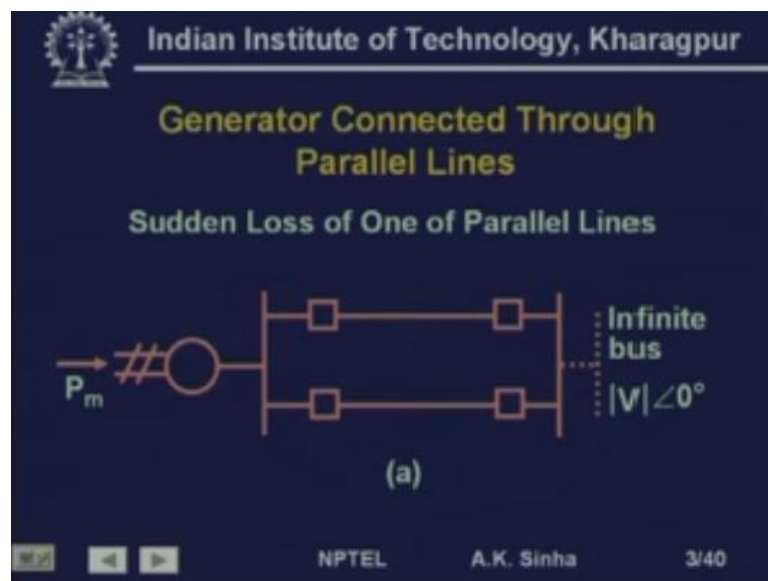 Indian Institute of Technology, Kharagpur
Generator Connected Through
Parallel Lines
Sudden Loss of One of Parallel Lines
Pm
Infinite
bus
|V|∠0°
(a)
NPTEL A.K. Sinha 3/40